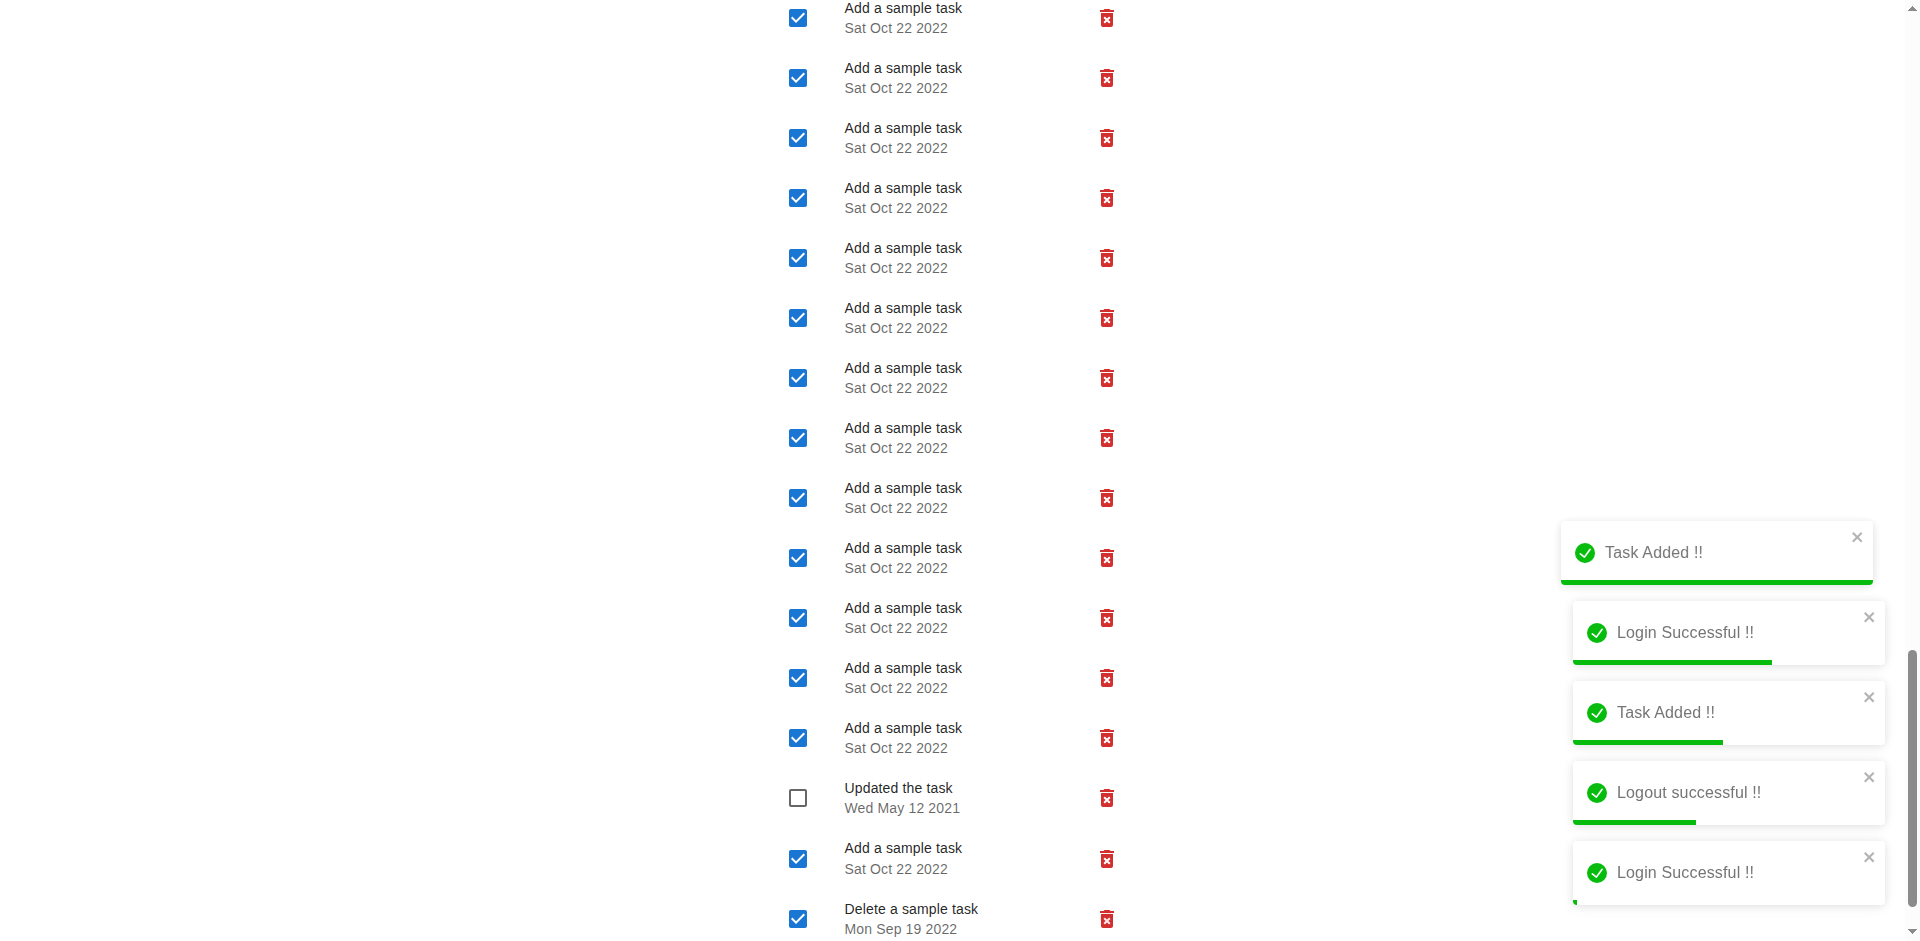 Add a sample task
Sat Oct 22 2022
Add a sample task
Sat Oct 22 2022
Add a sample task
Sat Oct 22 2022
Add a sample task
Sat Oct 22 2022
Add a sample task
Sat Oct 22 2022
Add a sample task
Sat Oct 22 2022
Add a sample task
Sat Oct 22 2022
Add a sample task
Sat Oct 22 2022
Add a sample task
Sat Oct 22 2022
Add a sample task
Sat Oct 22 2022
Add a sample task
Sat Oct 22 2022
Add a sample task
Sat Oct 22 2022
Add a sample task
Sat Oct 22 2022
Updated the task
Wed May 12 2021
Add a sample task
Sat Oct 22 2022
Delete a sample task
Mon Sep 19 2022
Task Added !!
Login Successful !!
Task Added !!
Logout successful !!
Login Successful !!